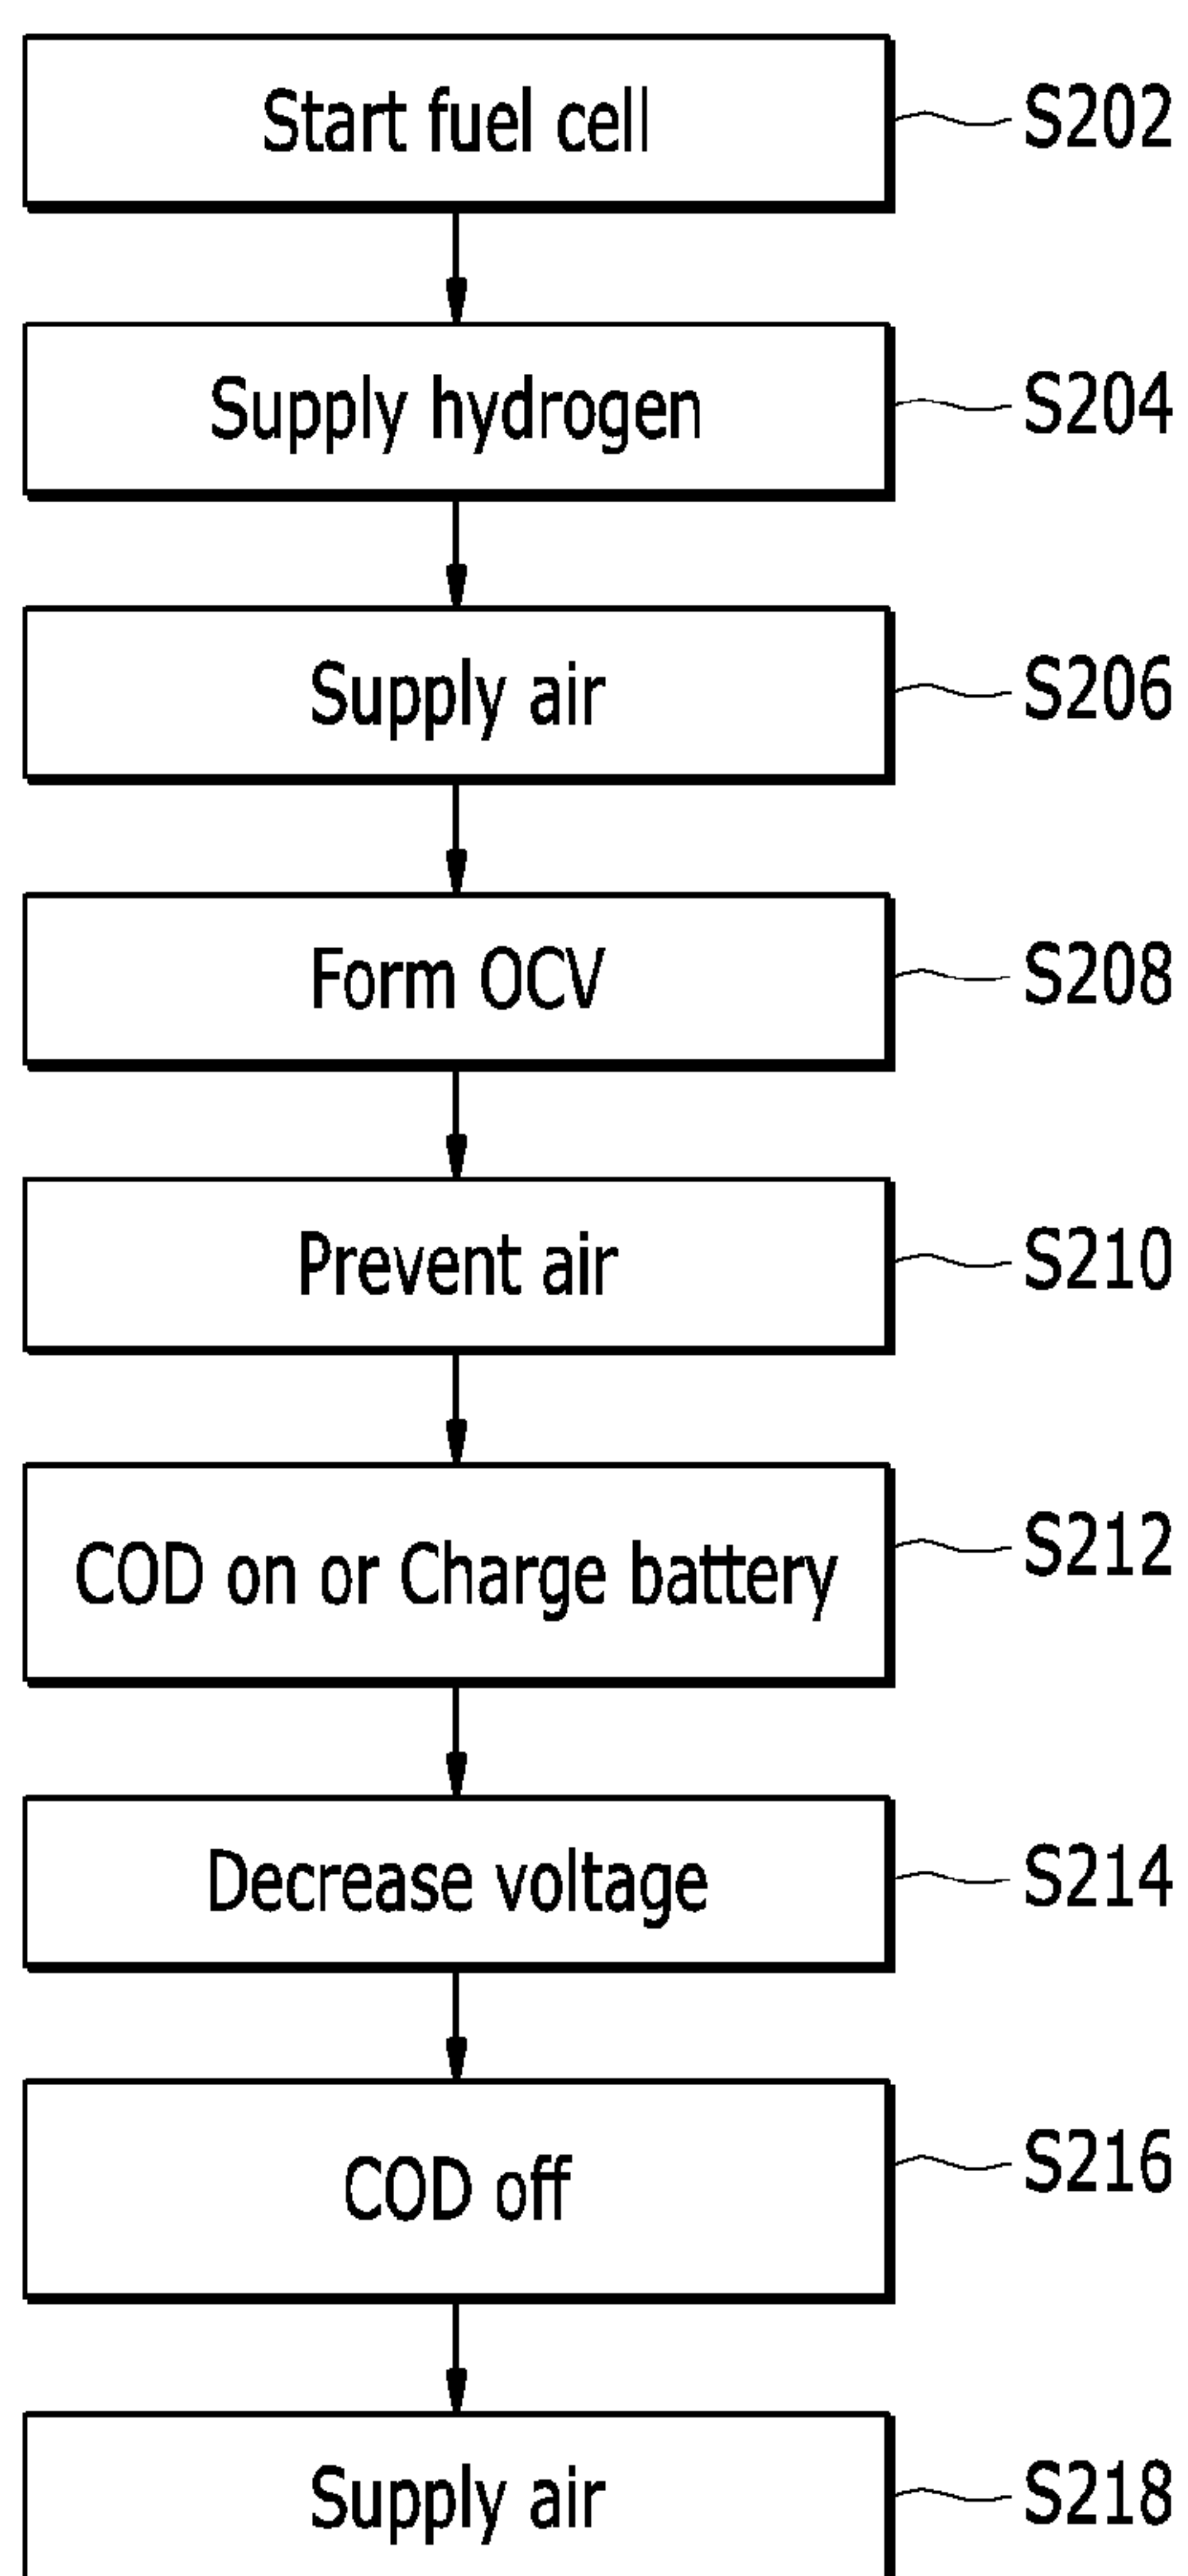 Start fuel cell S202
Supply hydrogen S204
Supply air S206
Form OCV S208
Prevent air S210
COD on or Charge battery S212
Decrease voltage S214
COD off S216
Supply air S218